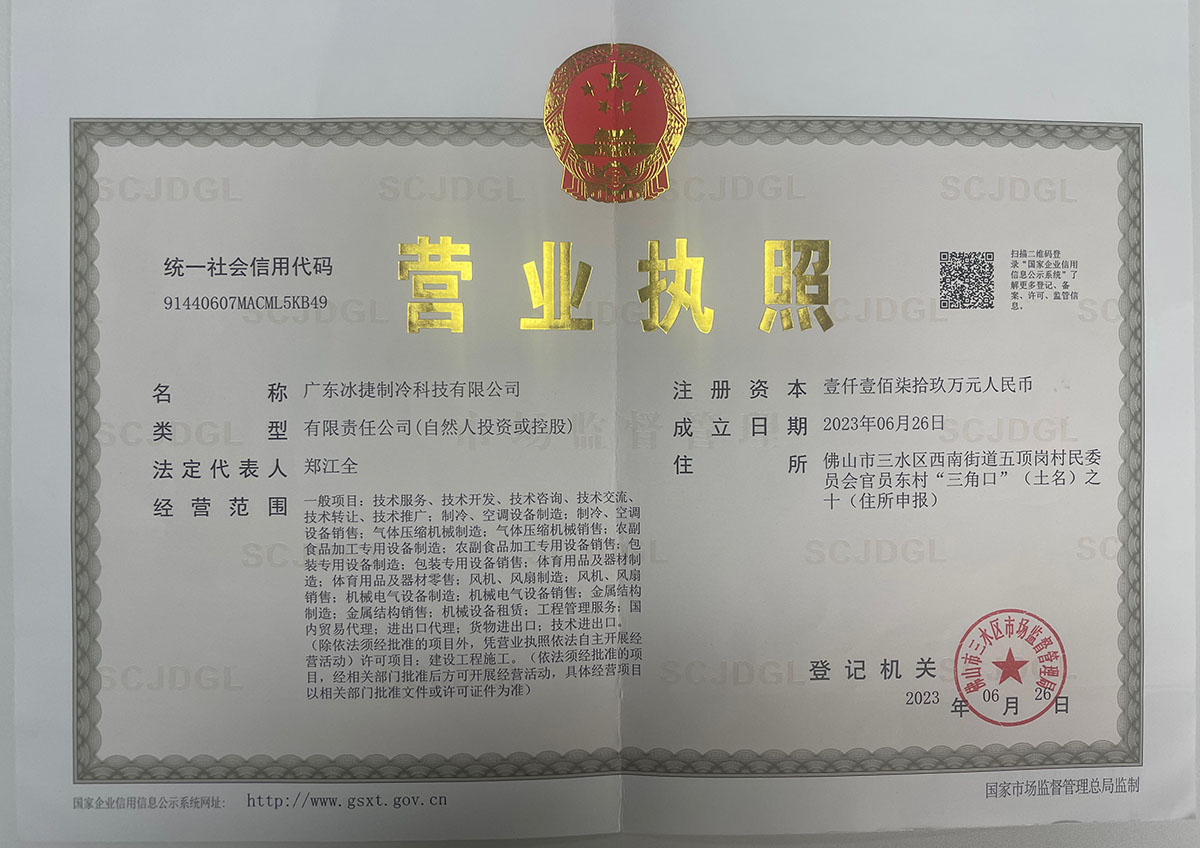 营业执照
统一社会信用代码
91440607MACML5KB49
扫描二维码登
录“国家企业信用
信息公示系统”了
解更多登记、备
案、许可、监管信
息。
名称 广东冰捷制冷科技有限公司
类型 有限责任公司(自然人投资或控股)
法定代表人 郑江全
经营范围 一般项目：技术服务、技术开发、技术咨询、技术交流、
技术转让、技术推广；制冷、空调设备制造；制冷、空调
设备销售；气体压缩机械制造；气体压缩机械销售；农副
食品加工专用设备制造；农副食品加工专用设备销售；包
装专用设备制造；包装专用设备销售；体育用品及器材制
造；体育用品及器材零售；风机、风扇制造；风机、风扇
销售；机械电气设备制造；机械电气设备销售；金属结构
制造；金属结构销售；机械设备租赁；工程管理服务；国
内贸易代理；进出口代理；货物进出口；技术进出口。
（除依法须经批准的项目外，凭营业执照依法自主开展经
营活动）许可项目：建设工程施工。（依法须经批准的项
目，经相关部门批准后方可开展经营活动，具体经营项目
以相关部门批准文件或许可证件为准）
注册资本 壹仟壹佰柒拾玖万元人民币
成立日期 2023年06月26日
住所 佛山市三水区西南街道五顶岗村民委
员会官员东村“三角口”（土名）之
十（住所申报）
登记机关
佛山市三水区市场监督管理局
2023年06月26日
国家企业信用信息公示系统网址： http://www.gsxt.gov.cn
国家市场监督管理总局监制
SCJDGL
市场监督管理